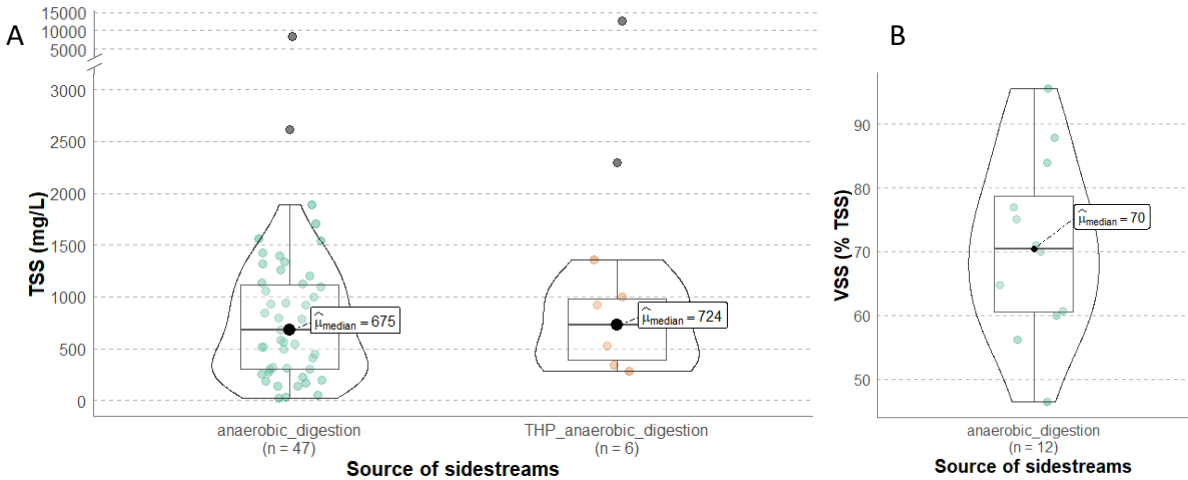 A
15000
10000
5000
3000
2500
2000
1500
1000
500
0
TSS (mg/L)
μ̂median = 675
μ̂median = 724
anaerobic_digestion
(n = 47)
THP_anaerobic_digestion
(n = 6)
Source of sidestreams
B
90
80
70
60
50
VSS (% TSS)
μ̂median = 70
anaerobic_digestion
(n = 12)
Source of sidestreams